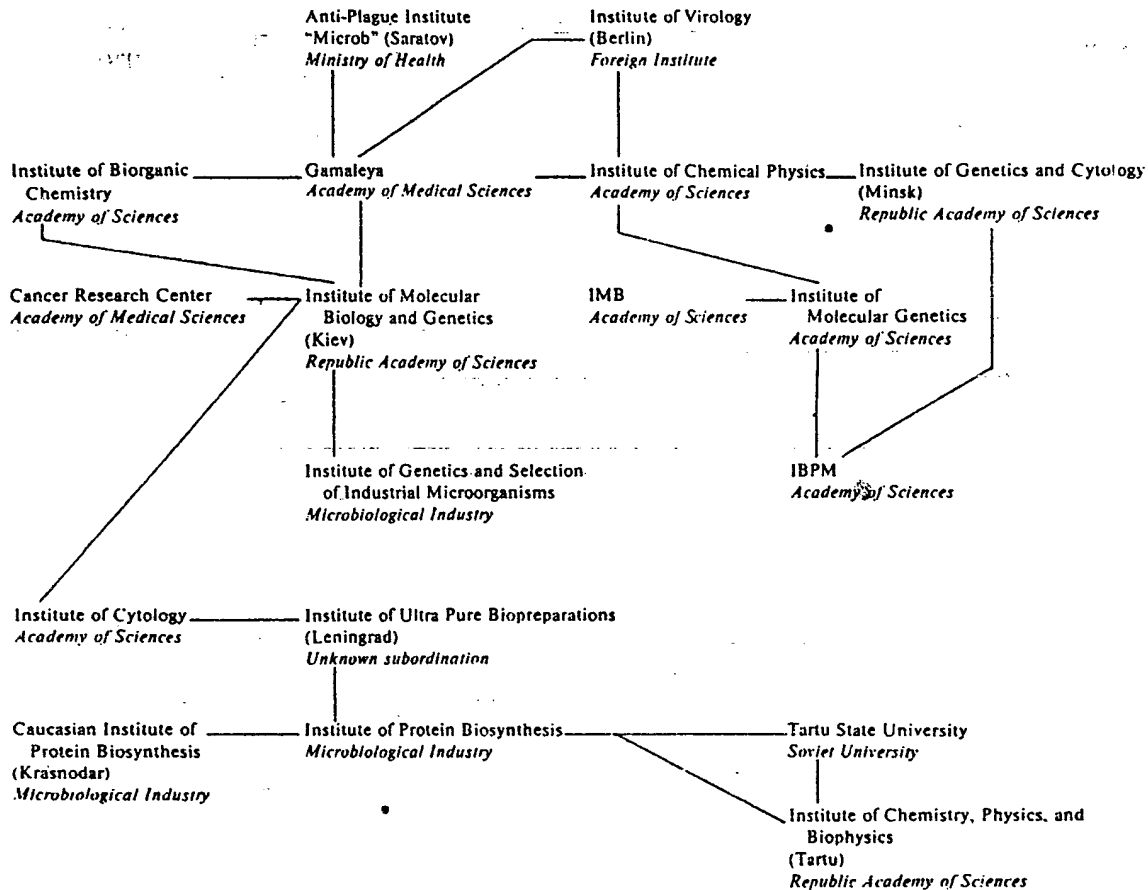 Anti-Plague Institute
"Microb" (Saratov)
Ministry of Health
Institute of Virology
(Berlin)
Foreign Institute
Institute of Biorganic
Chemistry
Academy of Sciences
Gamaleya
Academy of Medical Sciences
Institute of Chemical Physics
Academy of Sciences
Institute of Genetics and Cytology
(Minsk)
Republic Academy of Sciences
Cancer Research Center
Academy of Medical Sciences
Institute of Molecular
Biology and Genetics
(Kiev)
Republic Academy of Sciences
IMB
Academy of Sciences
Institute of
Molecular Genetics
Academy of Sciences
Institute of Genetics and Selection
of Industrial Microorganisms
Microbiological Industry
IBPM
Academy of Sciences
Institute of Cytology
Academy of Sciences
Institute of Ultra Pure Biopreparations
(Leningrad)
Unknown subordination
Caucasian Institute of
Protein Biosynthesis
(Krasnodar)
Microbiological Industry
Institute of Protein Biosynthesis
Microbiological Industry
Tartu State University
Soviet University
Institute of Chemistry, Physics, and
Biophysics
(Tartu)
Republic Academy of Sciences